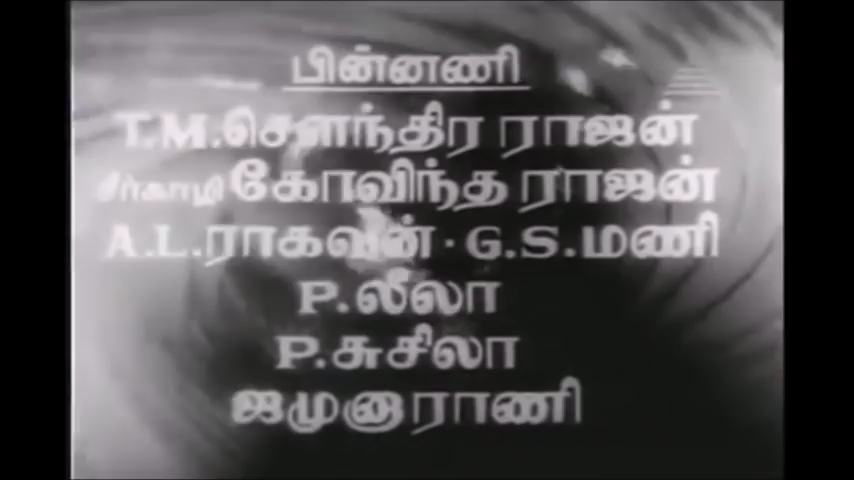 பின்னணி
T.M.சௌந்திர ராஜன்
சீர்காழி கோவிந்த ராஜன்
A.L.ராகவன் · G.S.மணி
P.லீலா
P.சுசிலா
ஜமுனாராணி